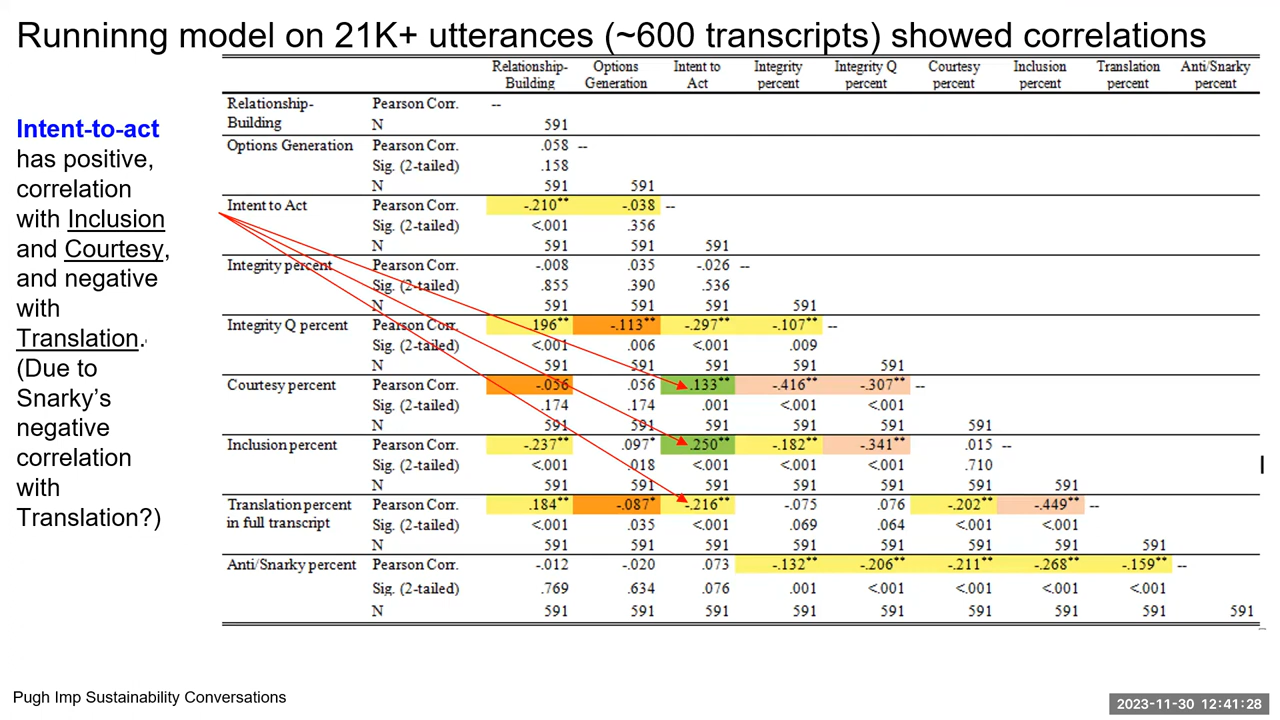 Runninng model on 21K+ utterances (~600 transcripts) showed correlations
Intent-to-act
has positive,
correlation
with Inclusion
and Courtesy,
and negative
with
Translation.
(Due to
Snarky’s
negative
correlation
with
Translation?)
Relationship-Building Options Generation Intent to Act Integrity percent Integrity Q percent Courtesy percent Inclusion percent Translation percent Anti/Snarky percent
Relationship- Pearson Corr. --
Building N 591
Options Generation Pearson Corr. .058 --
Sig. (2-tailed) .158
N 591 591
Intent to Act Pearson Corr. -.210** -.038 --
Sig. (2-tailed) <.001 .356
N 591 591 591
Integrity percent Pearson Corr. -.008 .035 -.026 --
Sig. (2-tailed) .855 .390 .536
N 591 591 591 591
Integrity Q percent Pearson Corr. .196** -.113** -.297** -.107** --
Sig. (2-tailed) <.001 .006 <.001 .009
N 591 591 591 591 591
Courtesy percent Pearson Corr. -.056 .056 .133** -.416** -.307** --
Sig. (2-tailed) .174 .174 .001 <.001 <.001
N 591 591 591 591 591 591
Inclusion percent Pearson Corr. -.237** .097* .250** -.182** -.341** .015 --
Sig. (2-tailed) <.001 .018 <.001 <.001 <.001 .710
N 591 591 591 591 591 591 591
Translation percent Pearson Corr. .184** -.087* -.216** -.075 .076 -.202** -.449** --
in full transcript Sig. (2-tailed) <.001 .035 <.001 .069 .064 <.001 <.001
N 591 591 591 591 591 591 591 591
Anti/Snarky percent Pearson Corr. -.012 -.020 .073 -.132** -.206** -.211** -.268** -.159** --
Sig. (2-tailed) .769 .634 .076 .001 <.001 <.001 <.001 <.001
N 591 591 591 591 591 591 591 591 591
Pugh Imp Sustainability Conversations
2023-11-30 12:41:28